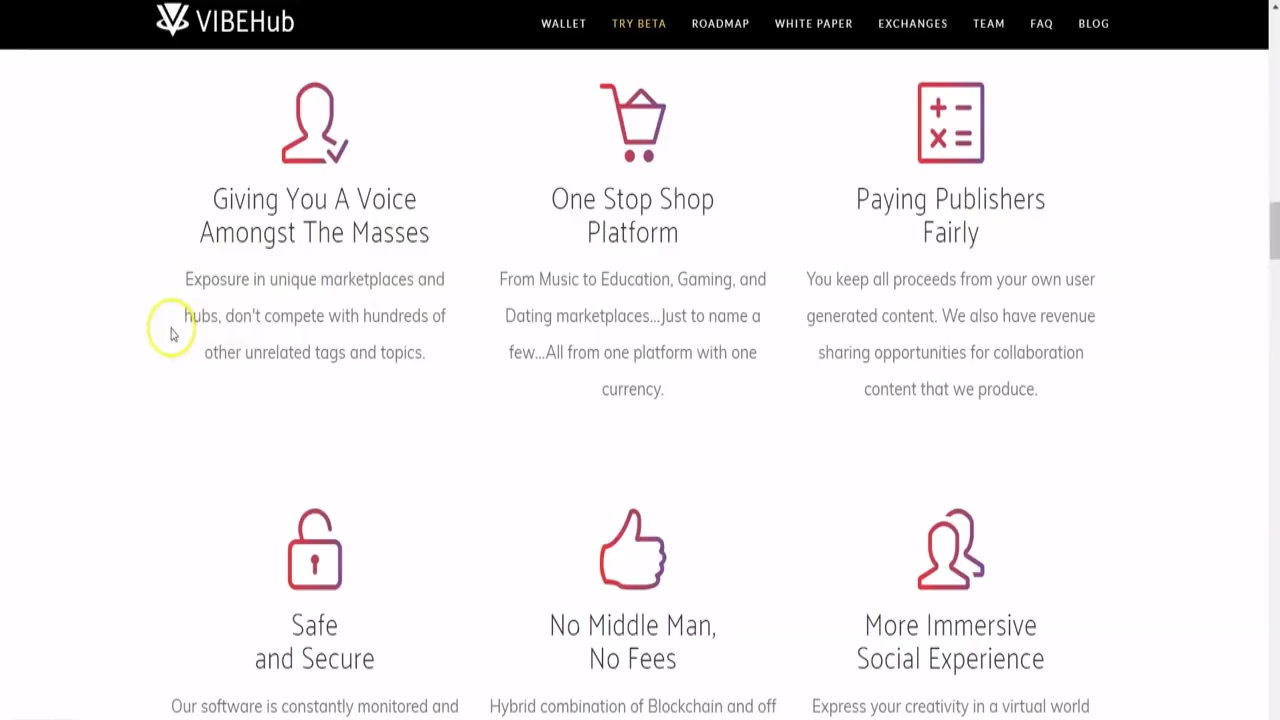 VIBEHub
WALLET TRY BETA ROADMAP WHITE PAPER EXCHANGES TEAM FAQ BLOG
Giving You A Voice
Amongst The Masses
Exposure in unique marketplaces and
hubs, don't compete with hundreds of
other unrelated tags and topics.
One Stop Shop
Platform
From Music to Education, Gaming, and
Dating marketplaces...Just to name a
few...All from one platform with one
currency.
Paying Publishers
Fairly
You keep all proceeds from your own user
generated content. We also have revenue
sharing opportunities for collaboration
content that we produce.
Safe
and Secure
Our software is constantly monitored and
No Middle Man,
No Fees
Hybrid combination of Blockchain and off
More Immersive
Social Experience
Express your creativity in a virtual world